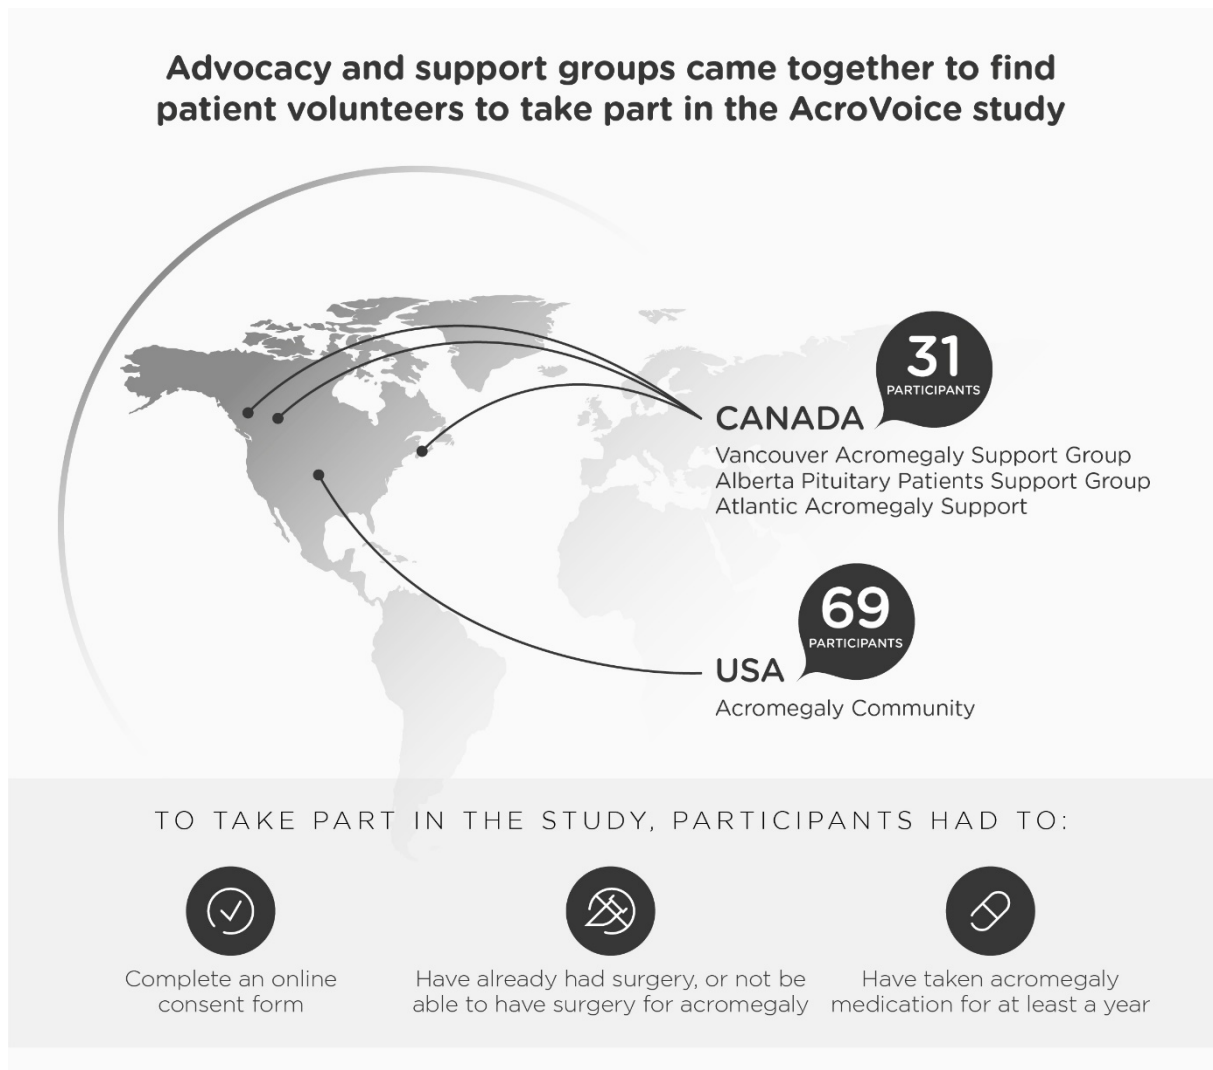 Advocacy and support groups came together to find
patient volunteers to take part in the AcroVoice study
31
PARTICIPANTS
CANADA
Vancouver Acromegaly Support Group
Alberta Pituitary Patients Support Group
Atlantic Acromegaly Support
69
PARTICIPANTS
USA
Acromegaly Community
TO TAKE PART IN THE STUDY, PARTICIPANTS HAD TO:
Complete an online
consent form
Have already had surgery, or not be
able to have surgery for acromegaly
Have taken acromegaly
medication for at least a year